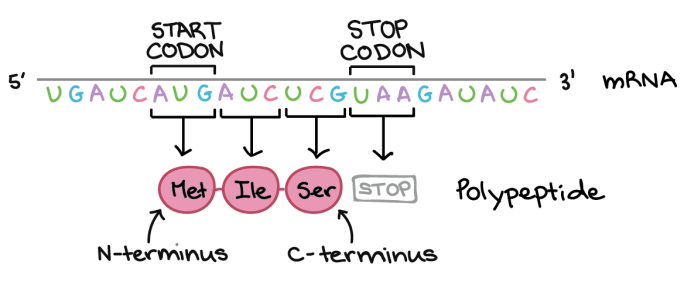 START
CODON
STOP
CODON
5' UGAUCAUGAUCUCGUAAGAUAUC 3' mRNA
Met Ile Ser STOP Polypeptide
N-terminus C-terminus